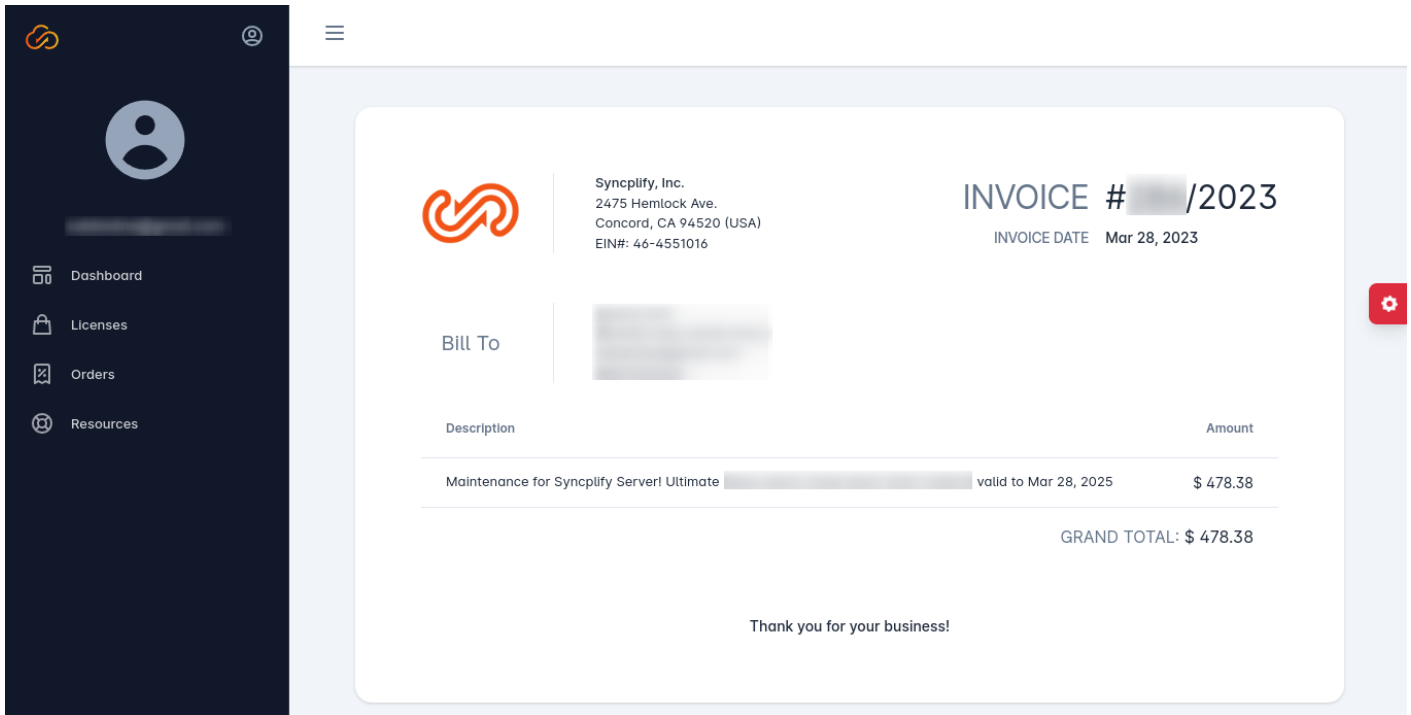 Dashboard
Licenses
Orders
Resources
Syncplify, Inc.
2475 Hemlock Ave.
Concord, CA 94520 (USA)
EIN#: 46-4551016
INVOICE # /2023
INVOICE DATE Mar 28, 2023
Bill To
Description Amount
Maintenance for Syncplify Server! Ultimate valid to Mar 28, 2025 $ 478.38
GRAND TOTAL: $ 478.38
Thank you for your business!